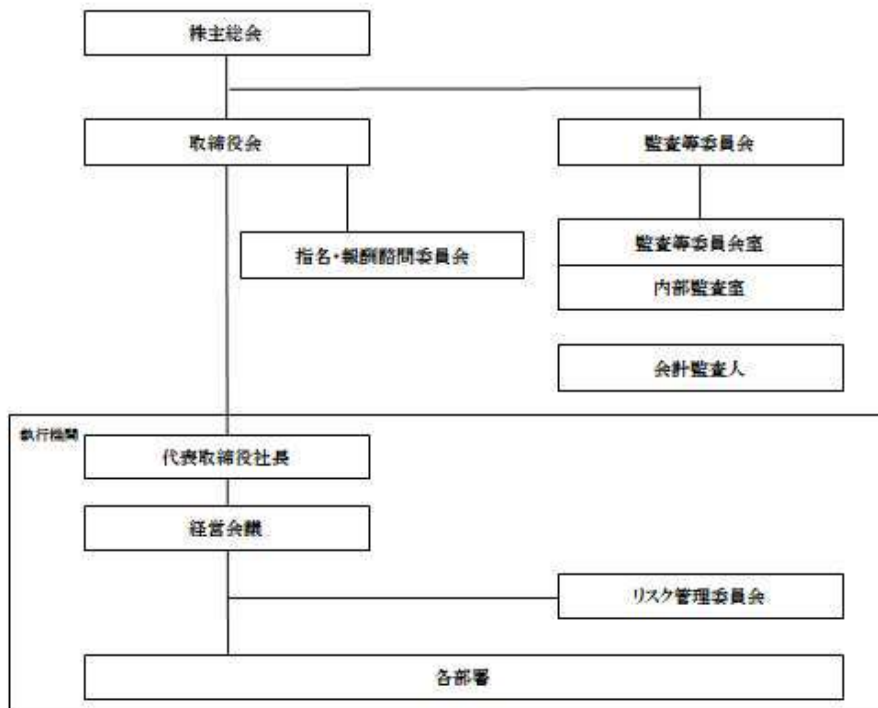 株主総会
取締役会
監査等委員会
指名・報酬諮問委員会
監査等委員会室
内部監査室
会計監査人
執行機関
代表取締役社長
経営会議
リスク管理委員会
各部署